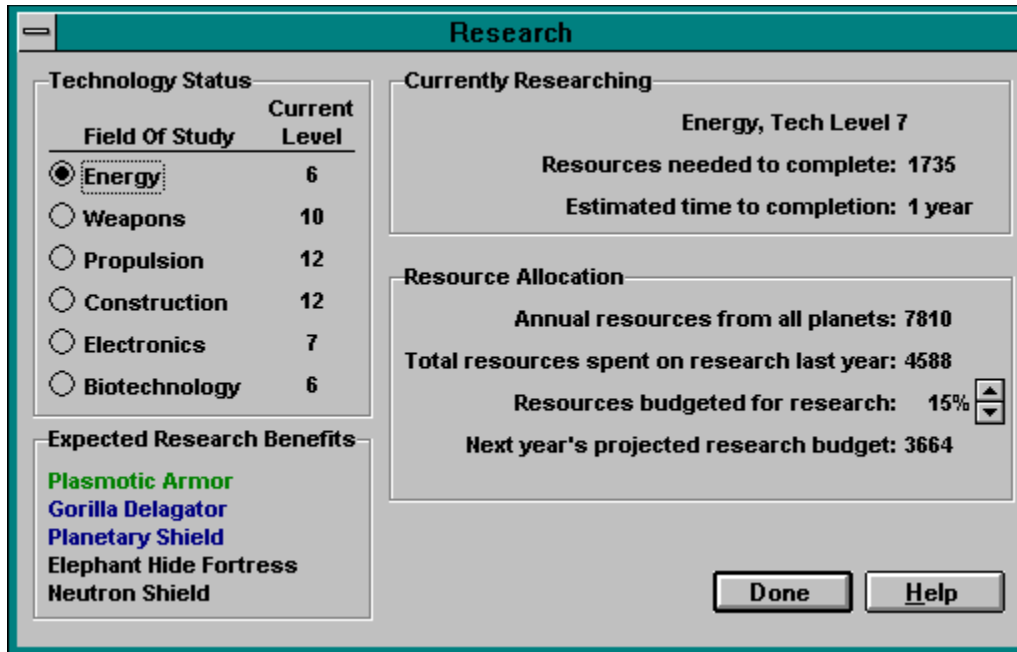 Research
Technology Status
Current
Field Of Study Level
Energy 6
Weapons 10
Propulsion 12
Construction 12
Electronics 7
Biotechnology 6
Expected Research Benefits
Plasmotic Armor
Gorilla Delagator
Planetary Shield
Elephant Hide Fortress
Neutron Shield
Currently Researching
Energy, Tech Level 7
Resources needed to complete: 1735
Estimated time to completion: 1 year
Resource Allocation
Annual resources from all planets: 7810
Total resources spent on research last year: 4588
Resources budgeted for research: 15%
Next year's projected research budget: 3664
Done Help